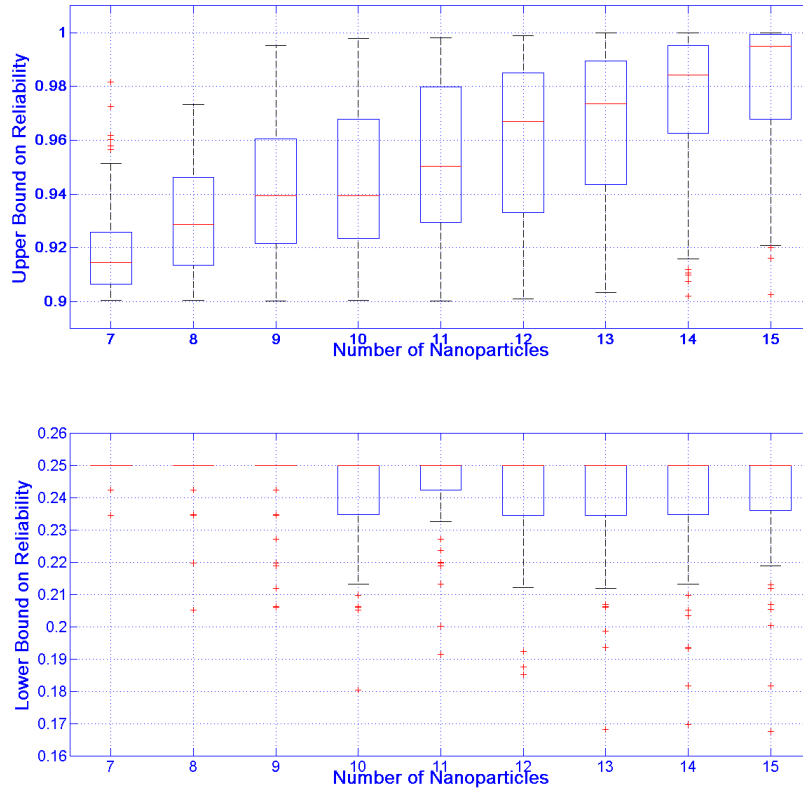 Upper Bound on Reliability
1
0.98
0.96
0.94
0.92
0.9
7 8 9 10 11 12 13 14 15
Number of Nanoparticles
Lower Bound on Reliability
0.26
0.25
0.24
0.23
0.22
0.21
0.2
0.19
0.18
0.17
0.16
7 8 9 10 11 12 13 14 15
Number of Nanoparticles